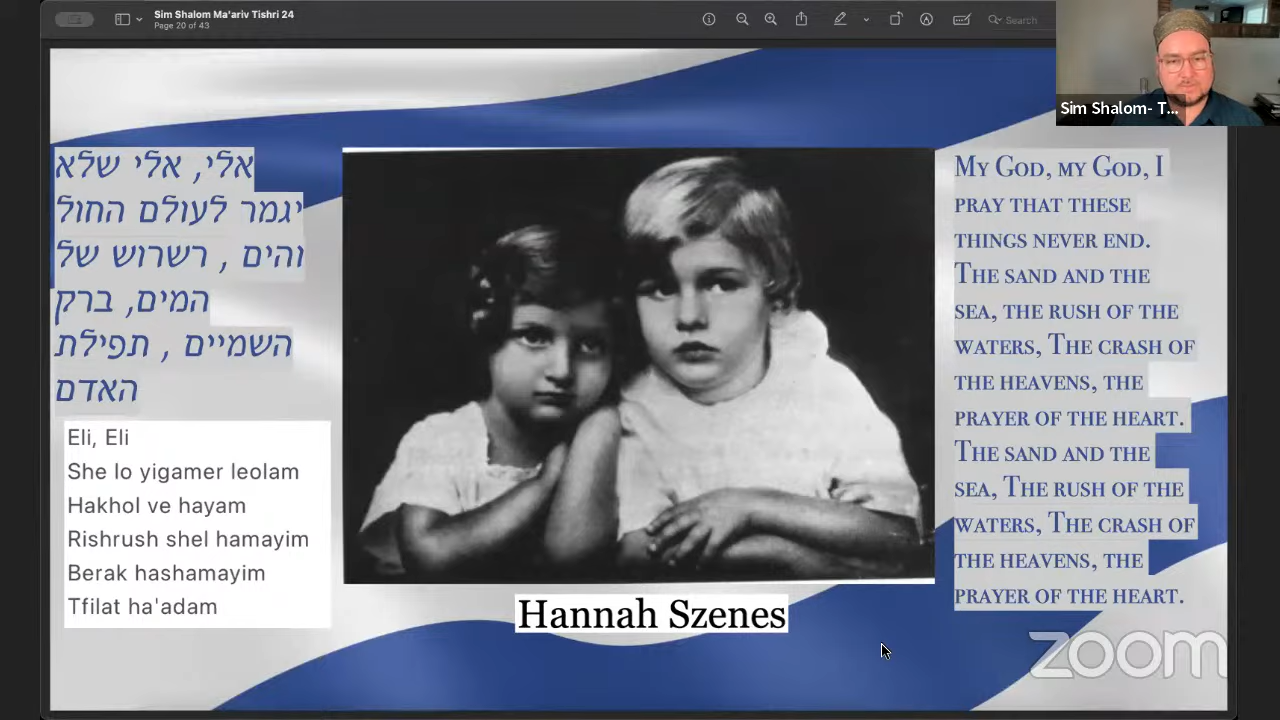 Sim Shalom Ma'ariv Tishri 24
Page 20 of 43
Search
Sim Shalom- T...
אלי, אלי שלא
יגמר לעולם החול
והים , רשרוש של
המים, ברק
השמיים , תפילת
האדם
Eli, Eli
She lo yigamer leolam
Hakhol ve hayam
Rishrush shel hamayim
Berak hashamayim
Tfilat ha'adam
Hannah Szenes
My God, my God, I
pray that these
things never end.
The sand and the
sea, the rush of the
waters, The crash of
the heavens, the
prayer of the heart.
The sand and the
sea, The rush of the
waters, The crash of
the heavens, the
prayer of the heart.
zoom